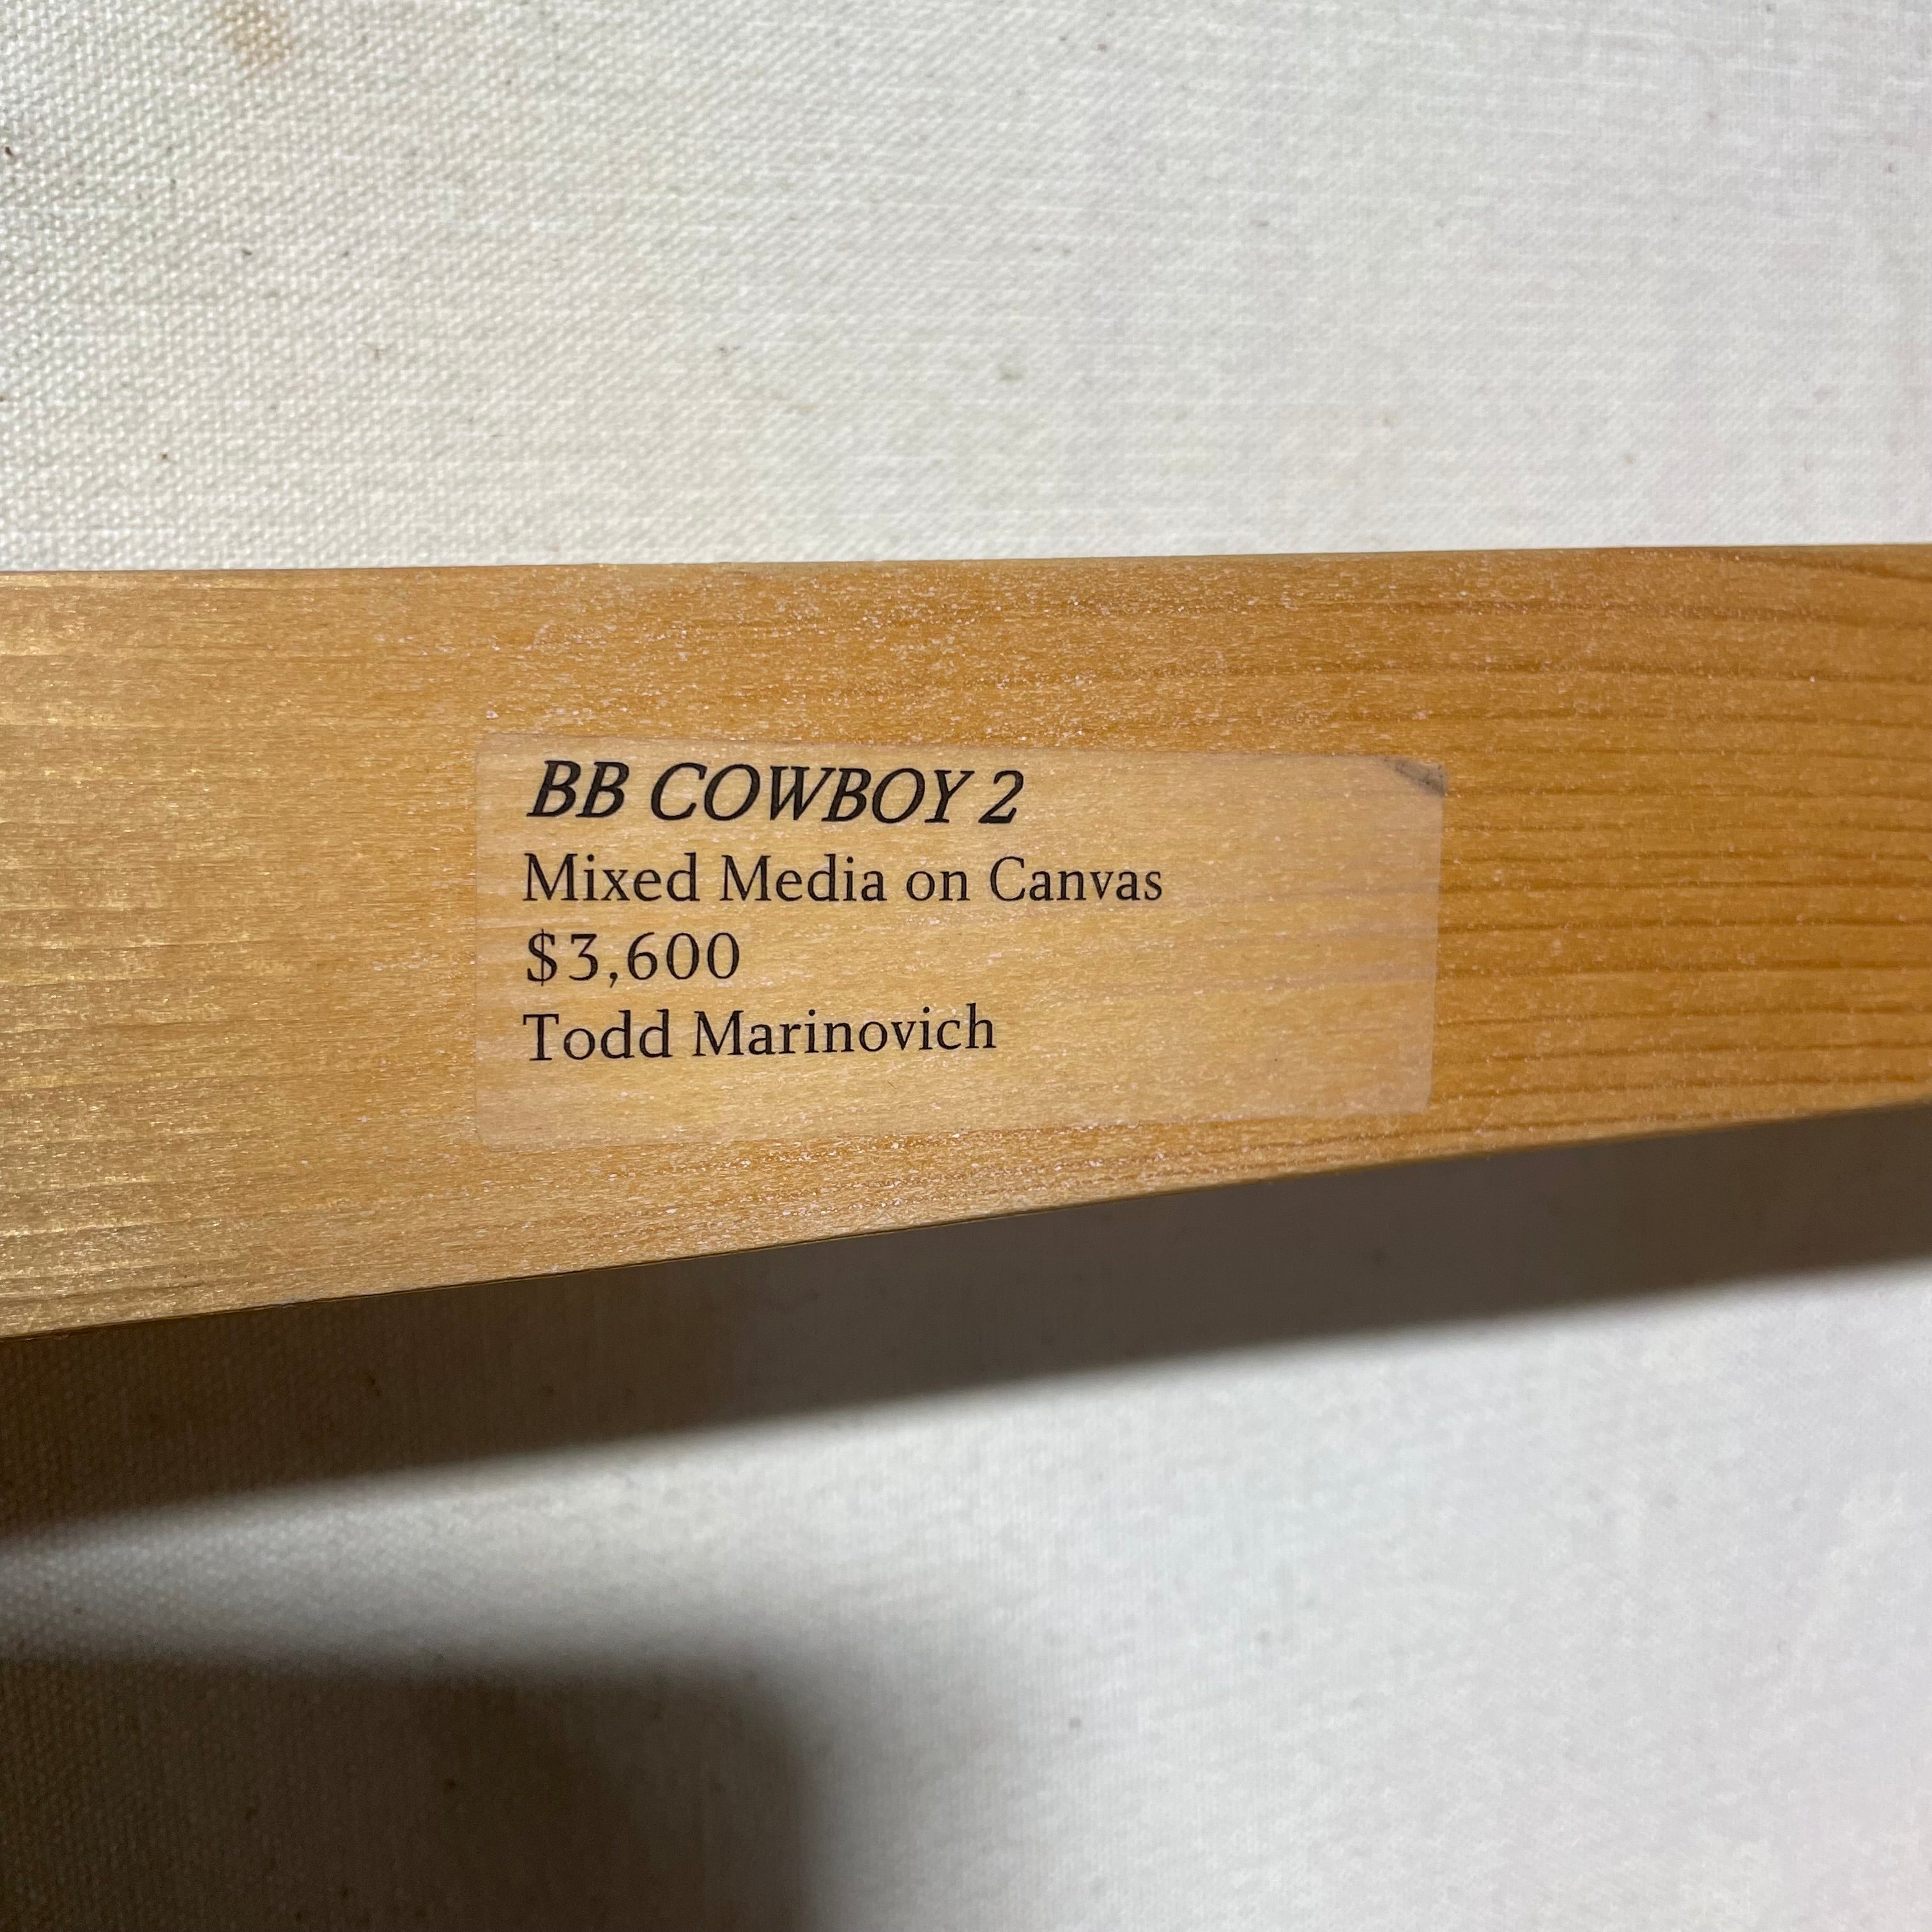 BB COWBOY 2
Mixed Media on Canvas
$3,600
Todd Marinovich